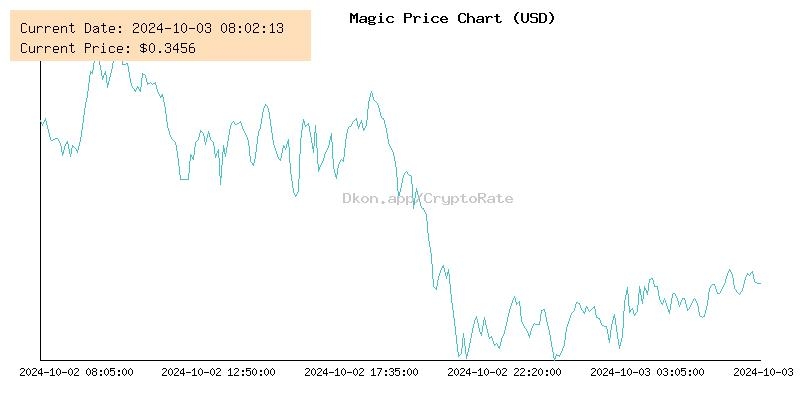 Magic Price Chart (USD)
Current Date: 2024-10-03 08:02:13
Current Price: $0.3456
Dkon.app/CryptoRate
2024-10-02 08:05:00 2024-10-02 12:50:00 2024-10-02 17:35:00 2024-10-02 22:20:00 2024-10-03 03:05:00 2024-10-03